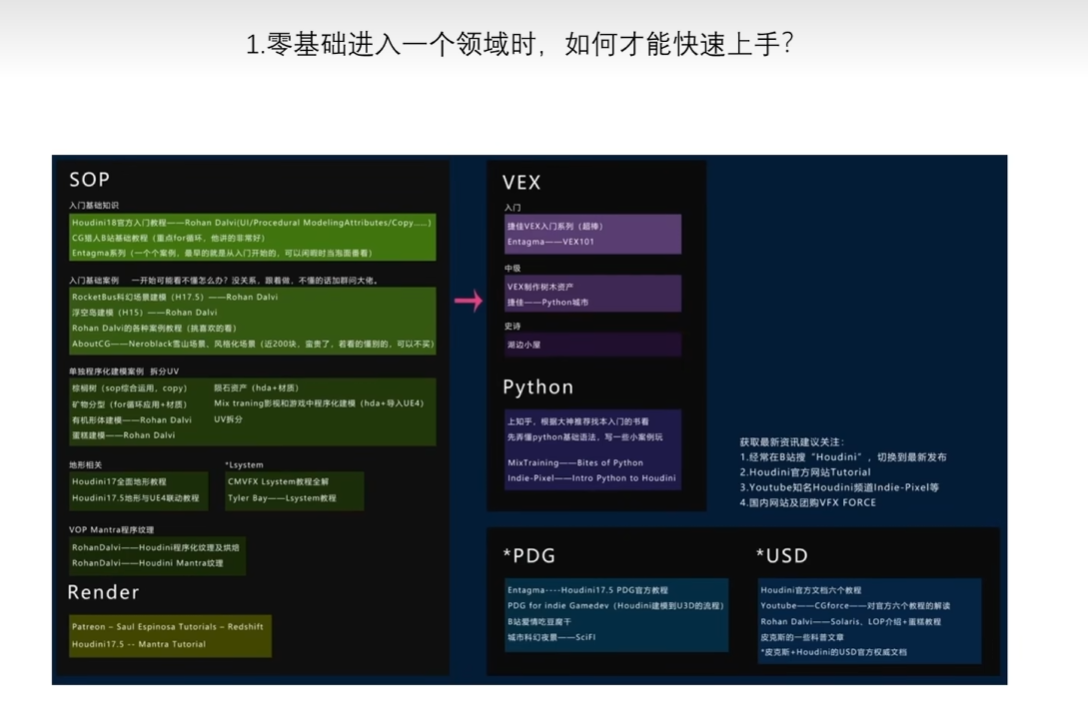 1.零基础进入一个领域时，如何才能快速上手？
SOP
入门基础知识
Houdini18官方入门教程——Rohan Dalvi(UI/Procedural ModelingAttributes/Copy......)
CG猎人B站基础教程（重点for循环，他讲的非常好）
Entagma系列（一个个案例，最早的就是从入门开始的，可以闲暇时当泡面番看）
入门基础案例 一开始可能看不懂怎么办？没关系，跟着做，不懂的话加群问大佬。
RocketBus科幻场景建模（H17.5）——Rohan Dalvi
浮空岛建模（H15）——Rohan Dalvi
Rohan Dalvi的各种案例教程（挑喜欢的看）
AboutCG——Neroblack雪山场景，风格化场景（近200块，蛮贵了，若看的懂别的，可以不买）
单独程序化建模案例 拆分UV
棕榈树（sop综合运用，copy）
矿物分型（for循环应用+材质）
有机形体建模——Rohan Dalvi
蛋糕建模——Rohan Dalvi
陨石资产（hda+材质）
Mix traning影视和游戏中程序化建模（hda+导入UE4）
UV拆分
地形相关
Houdini17全面地形教程
Houdini17.5地形与UE4联动教程
*Lsystem
CMVFX Lsystem教程全解
Tyler Bay——Lsystem教程
VOP Mantra程序纹理
RohanDalvi——Houdini程序化纹理及烘焙
RohanDalvi——Houdini Mantra纹理
Render
Patreon – Saul Espinosa Tutorials – Redshift
Houdini17.5 -- Mantra Tutorial
VEX
入门
捷佳VEX入门系列（超棒）
Entagma——VEX101
中级
VEX制作树木资产
捷佳——Python城市
史诗
湖边小屋
Python
上知乎，根据大神推荐找本入门的书看
先弄懂python基础语法，写一些小案例玩
MixTraining——Bites of Python
Indie-Pixel——Intro Python to Houdini
获取最新资讯建议关注：
1.经常在B站搜“Houdini”，切换到最新发布
2.Houdini官方网站Tutorial
3.Youtube知名Houdini频道Indie-Pixel等
4.国内网站及团购VFX FORCE
*PDG
Entagma----Houdini17.5 PDG官方教程
PDG for indie Gamedev（Houdini建模到U3D的流程）
B站爱情吃豆腐干
城市科幻夜景——SciFi
*USD
Houdini官方文档六个教程
Youtube——CGforce——对官方六个教程的解读
Rohan Dalvi——Solaris、LOP介绍+蛋糕教程
皮克斯的一些科普文章
*皮克斯+Houdini的USD官方权威文档